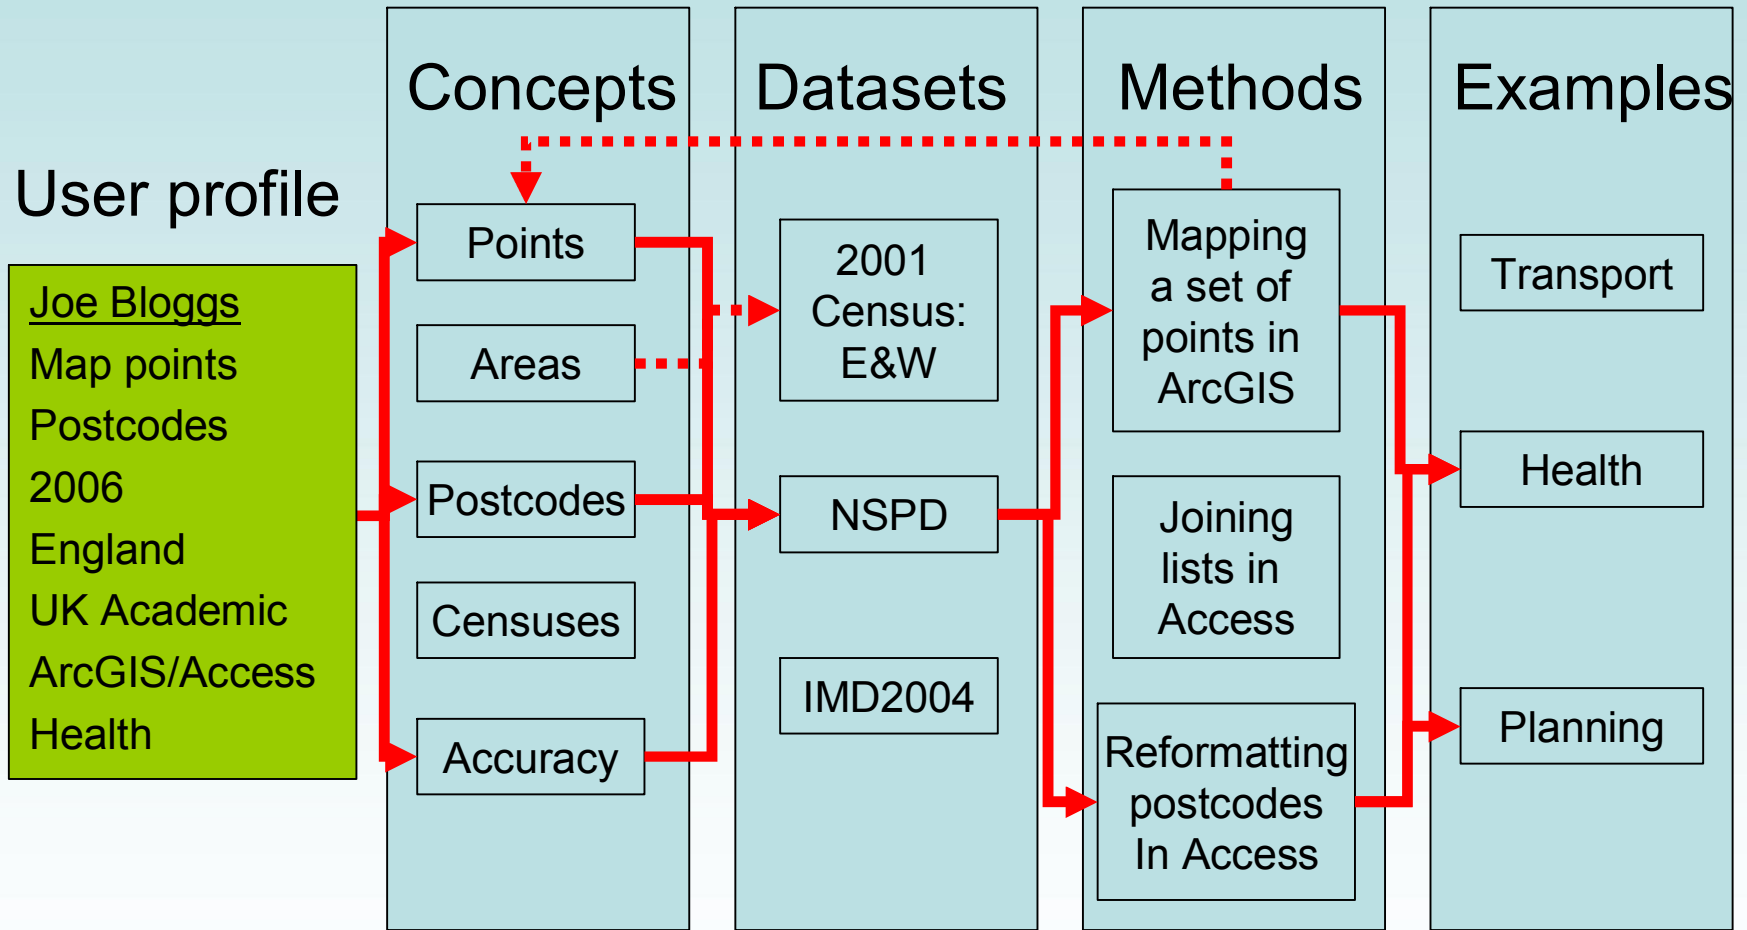 User profile
Joe Bloggs
Map points
Postcodes
2006
England
UK Academic
ArcGIS/Access
Health
Concepts
Points
Areas
Postcodes
Censuses
Accuracy
Datasets
2001
Census:
E&W
NSPD
IMD2004
Methods
Mapping
a set of
points in
ArcGIS
Joining
lists in
Access
Reformatting
postcodes
In Access
Examples
Transport
Health
Planning